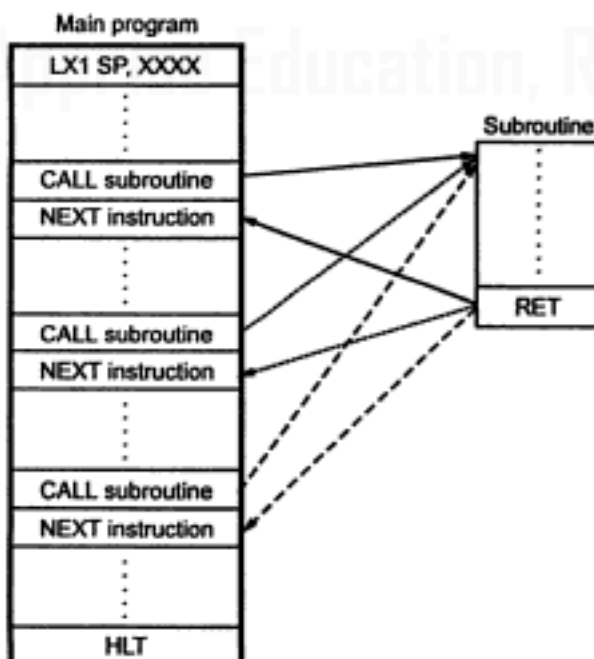 Main program
LX1 SP, XXXX
Education, R
Subroutine
CALL subroutine
NEXT instruction
RET
CALL subroutine
NEXT instruction
CALL subroutine
NEXT instruction
HLT